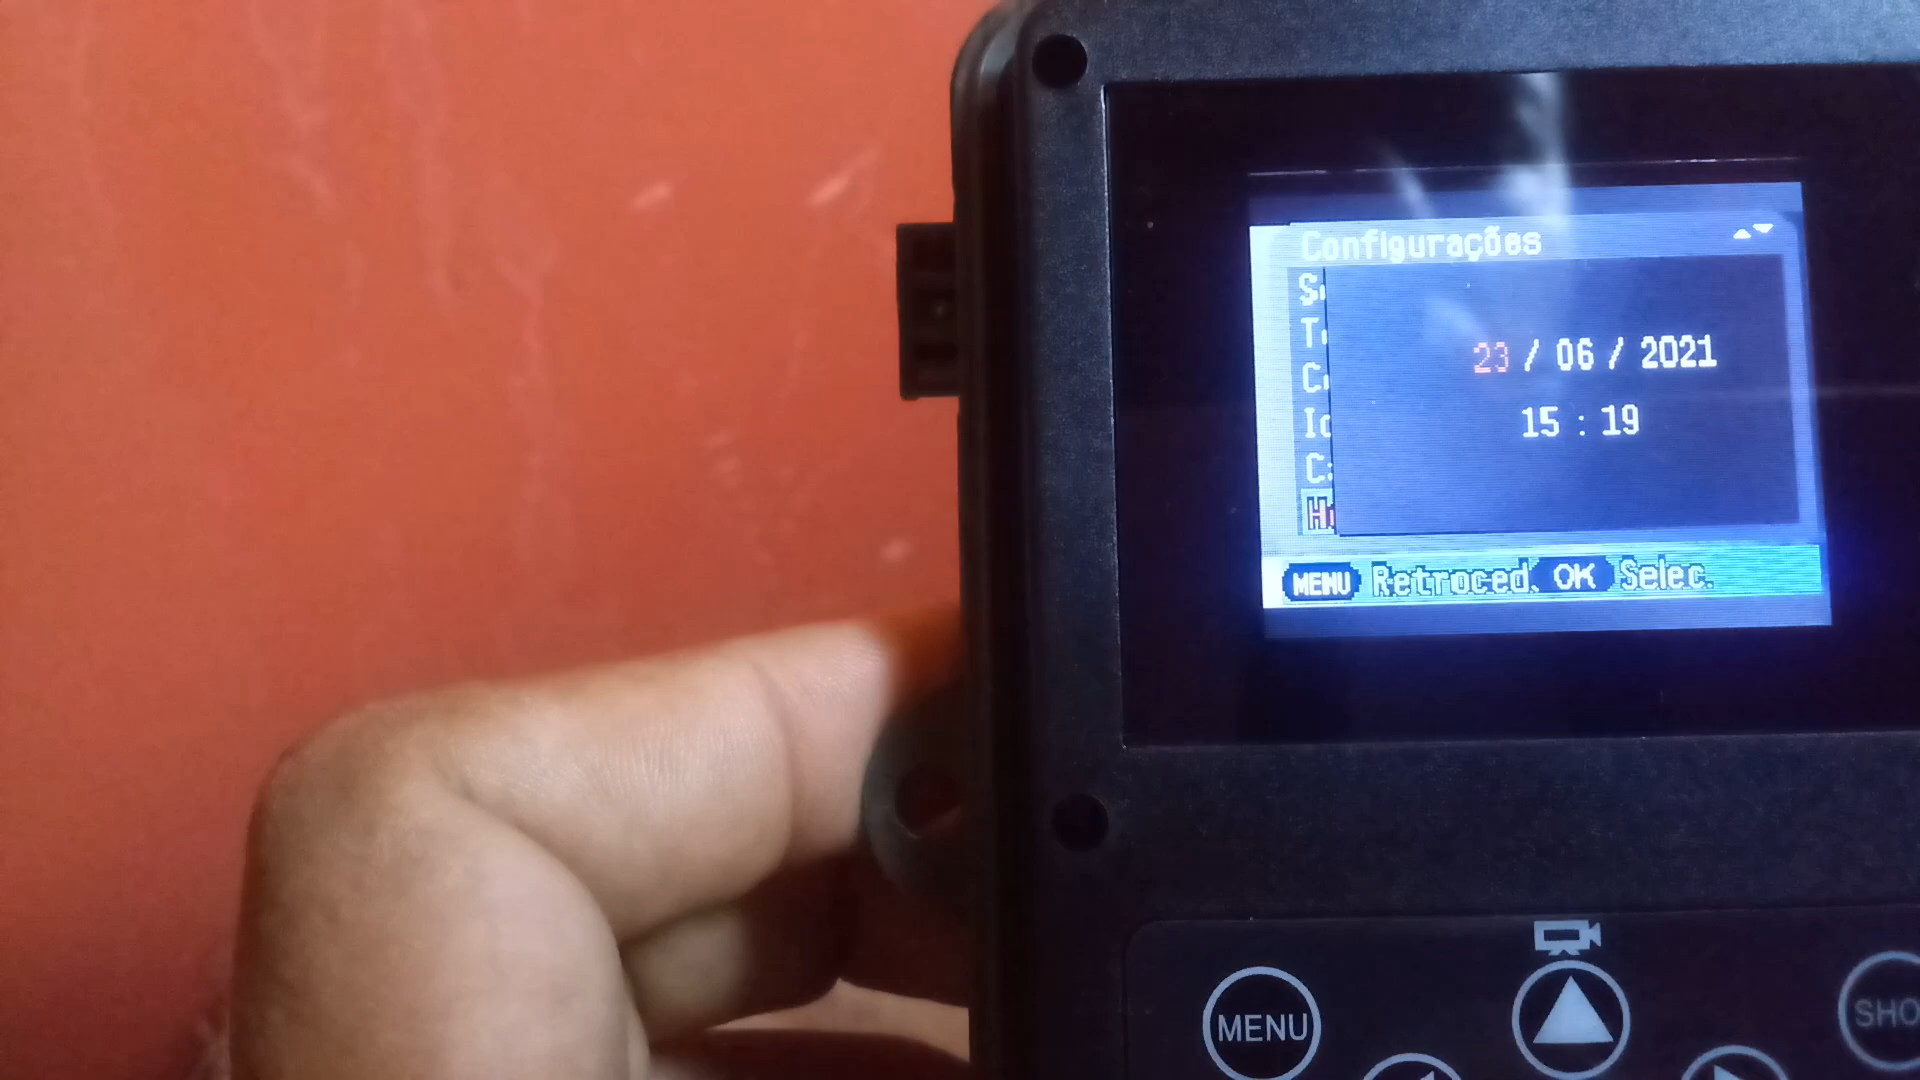 Configurações
23 / 06 / 2021
15 : 19
MENU Retroced. OK Selec.
MENU